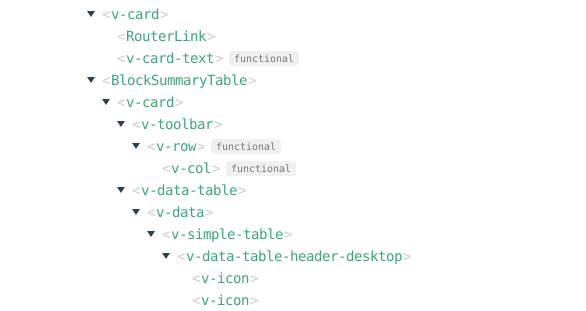 <v-card>
<RouterLink>
<v-card-text> functional
<BlockSummaryTable>
<v-card>
<v-toolbar>
<v-row> functional
<v-col> functional
<v-data-table>
<v-data>
<v-simple-table>
<v-data-table-header-desktop>
<v-icon>
<v-icon>